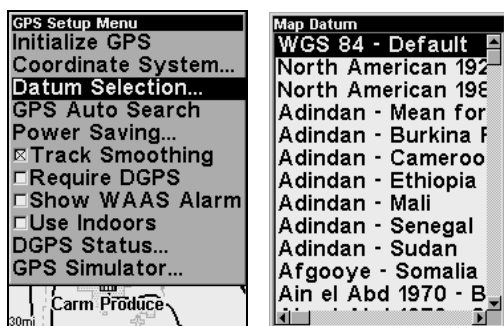 GPS Setup Menu
Initialize GPS
Coordinate System...
Datum Selection...
GPS Auto Search
Power Saving...
Track Smoothing
Require DGPS
Show WAAS Alarm
Use Indoors
DGPS Status...
GPS Simulator...
Carm Produce
30mi
Map Datum
WGS 84 - Default
North American 192
North American 198
Adindan - Mean for
Adindan - Burkina F
Adindan - Cameroo
Adindan - Ethiopia
Adindan - Mali
Adindan - Senegal
Adindan - Sudan
Afgooye - Somalia
Ain el Abd 1970 - B